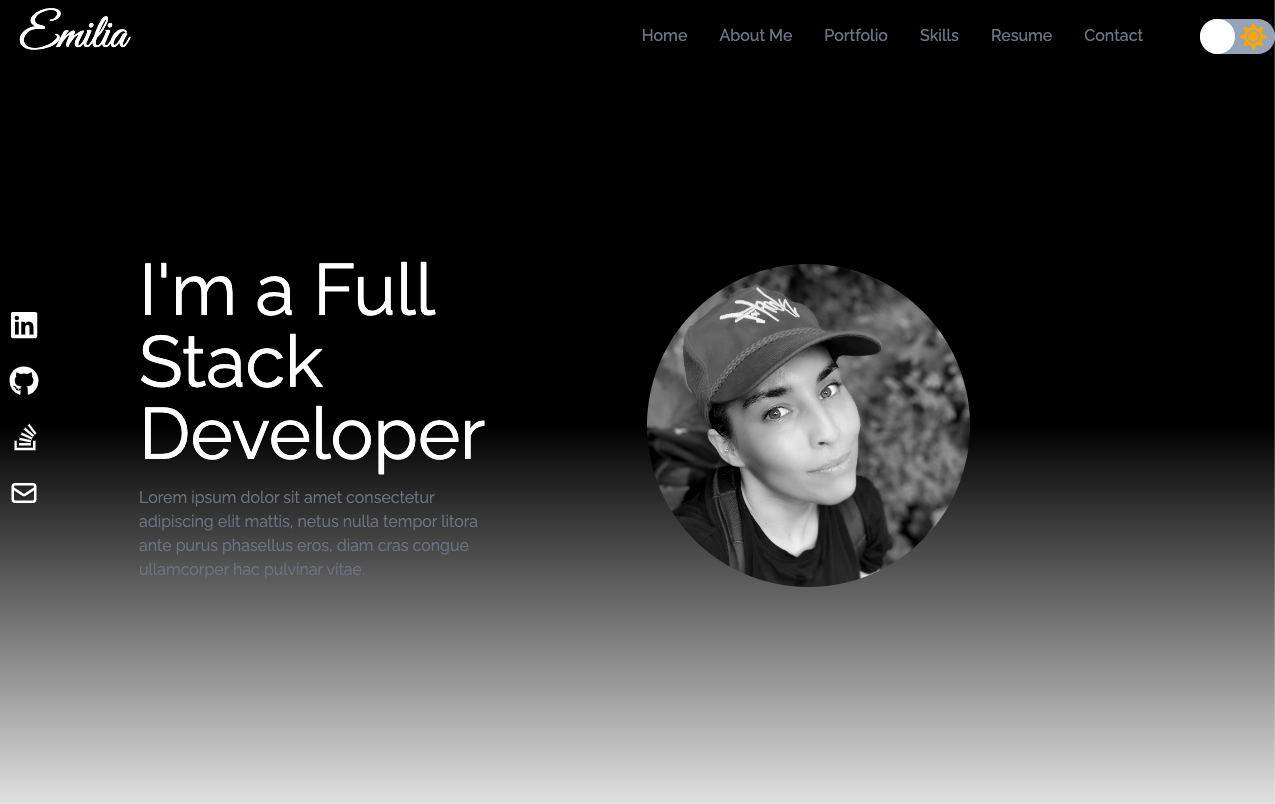 Emilia
Home About Me Portfolio Skills Resume Contact
I'm a Full
Stack
Developer
in
Lorem ipsum dolor sit amet consectetur
adipiscing elit mattis, netus nulla tempor litora
ante purus phasellus eros, diam cras congue
ullamcorper hac pulvinar vitae.